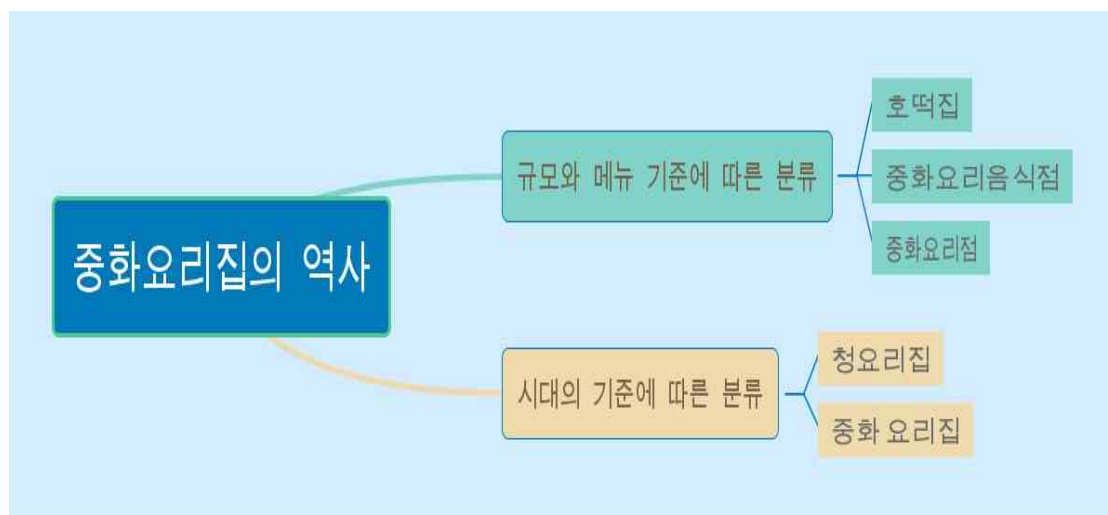 중화요리집의 역사
규모와 메뉴 기준에 따른 분류
호떡집
중화요리음식점
중화요리점
시대의 기준에 따른 분류
청요리집
중화 요리집